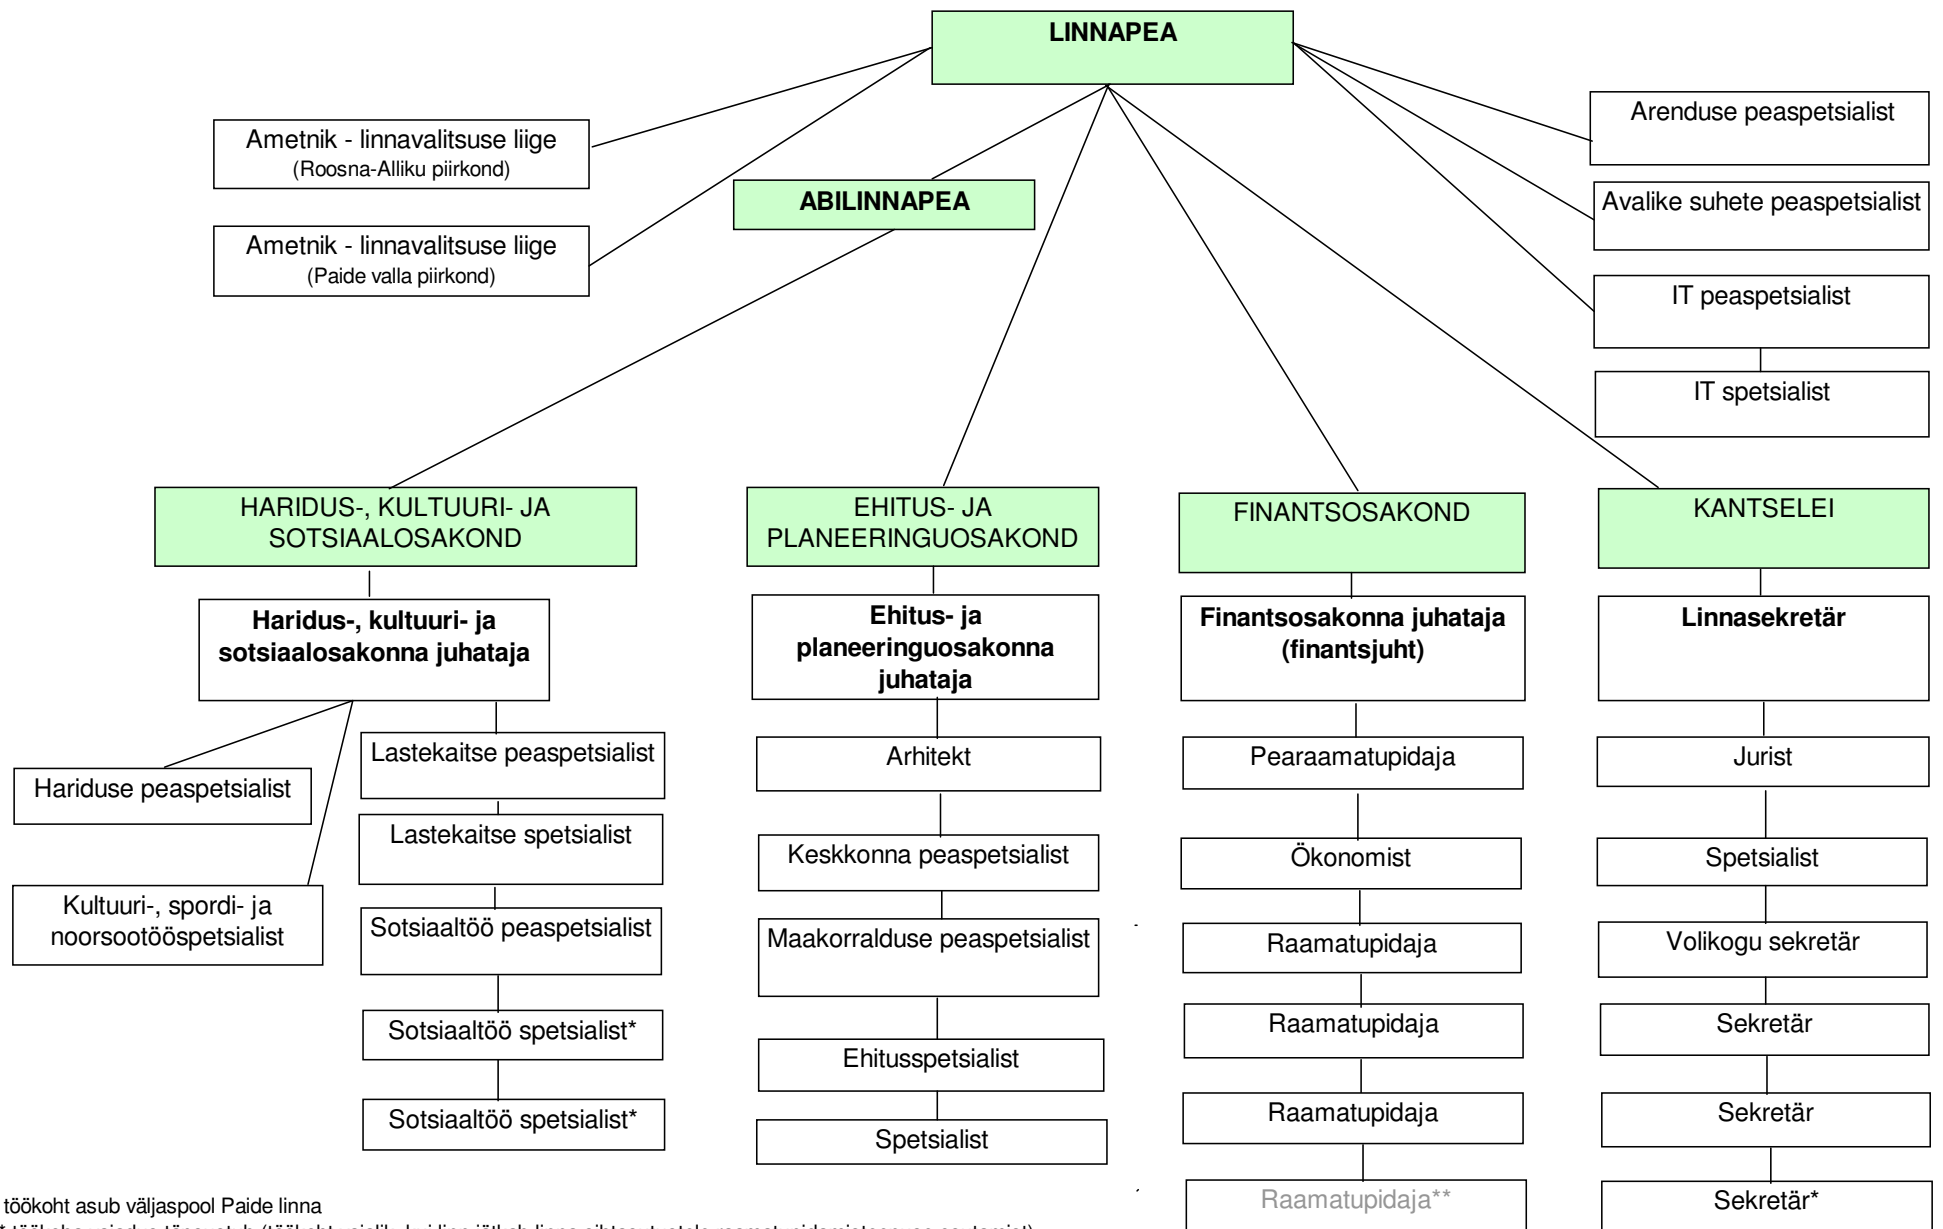 LINNAPEA
Ametnik - linnavalitsuse liige
(Roosna-Alliku piirkond)
Ametnik - linnavalitsuse liige
(Paide valla piirkond)
ABILINNAPEA
Arenduse peaspetsialist
Avalike suhete peaspetsialist
IT peaspetsialist
IT spetsialist
HARIDUS-, KULTUURI- JA
SOTSIAALOSAKOND
Haridus-, kultuuri- ja
sotsiaalosakonna juhataja
Hariduse peaspetsialist
Kultuuri-, spordi- ja
noorsootööspetsialist
Lastekaitse peaspetsialist
Lastekaitse spetsialist
Sotsiaaltöö peaspetsialist
Sotsiaaltöö spetsialist*
Sotsiaaltöö spetsialist*
EHITUS- JA
PLANEERINGUOSAKOND
Ehitus- ja
planeeringuosakonna
juhataja
Arhitekt
Keskkonna peaspetsialist
Maakorralduse peaspetsialist
Ehitusspetsialist
Spetsialist
FINANTSOSAKOND
Finantsosakonna juhataja
(finantsjuht)
Pearaamatupidaja
Ökonomist
Raamatupidaja
Raamatupidaja
Raamatupidaja
Raamatupidaja**
KANTSELEI
Linnasekretär
Jurist
Spetsialist
Volikogu sekretär
Sekretär
Sekretär
Sekretär*
töökoht asub väljaspool Paide linna